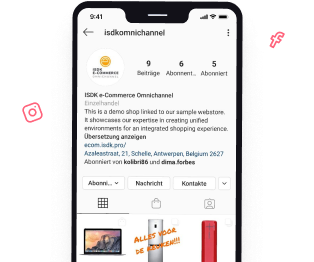 9:41
isdkomnichannel
ISDK
E-COMMERCE
9 6 5
Beiträge Abonnent... Abonniert
ISDK e-Commerce Omnichannel
Einzelhandel
This is a demo shop linked to our sample webstore.
It showcases our expertise in creating unified
environments for an integrated shopping experience.
Übersetzung anzeigen
ecom.isdk.pro/
Azaleastraat, 21, Schelle, Antwerpen, Belgium 2627
Abonniert von kolibri86 und dima.forbes
Abonni... Nachricht Kontakte
ALLES VOOR
DE